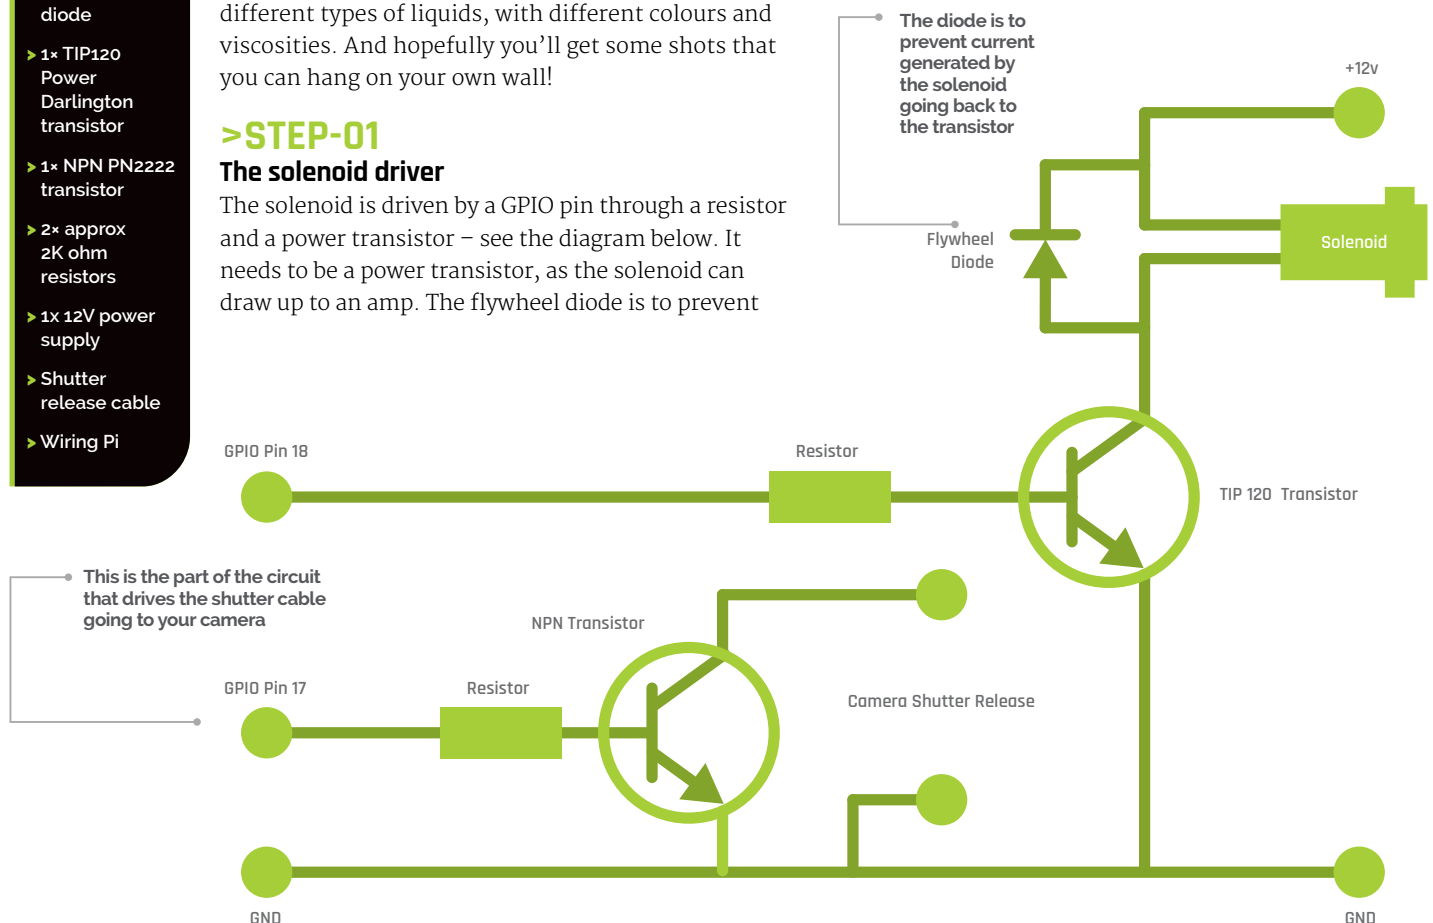 diode
> 1× TIP120
Power
Darlington
transistor
> 1× NPN PN2222
transistor
> 2× approx
2K ohm
resistors
> 1x 12V power
supply
> Shutter
release cable
> Wiring Pi
different types of liquids, with different colours and
viscosities. And hopefully you’ll get some shots that
you can hang on your own wall!
>STEP-01
The solenoid driver
The solenoid is driven by a GPIO pin through a resistor
and a power transistor – see the diagram below. It
needs to be a power transistor, as the solenoid can
draw up to an amp. The flywheel diode is to prevent
The diode is to
prevent current
generated by
the solenoid
going back to
the transistor
+12v
Flywheel
Diode
Solenoid
GPIO Pin 18
Resistor
TIP 120 Transistor
This is the part of the circuit
that drives the shutter cable
going to your camera
NPN Transistor
GPIO Pin 17
Resistor
Camera Shutter Release
GND
GND